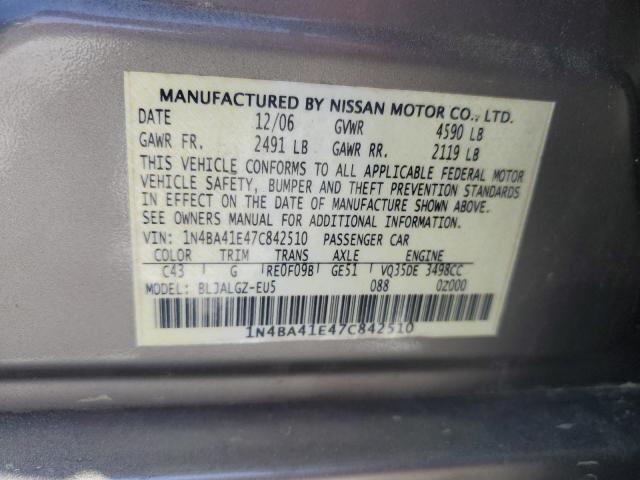 MANUFACTURED BY NISSAN MOTOR CO., LTD.
DATE 12/06 GVWR 4590 LB
GAWR FR. 2491 LB GAWR RR. 2119 LB
THIS VEHICLE CONFORMS TO ALL APPLICABLE FEDERAL MOTOR
VEHICLE SAFETY, BUMPER AND THEFT PREVENTION STANDARDS
IN EFFECT ON THE DATE OF MANUFACTURE SHOWN ABOVE.
SEE OWNERS MANUAL FOR ADDITIONAL INFORMATION.
VIN: 1N4BA41E47C842510 PASSENGER CAR
COLOR TRIM TRANS AXLE ENGINE
C43 G RE0F09B GE51 VQ35DE 3498CC
MODEL: BLJALGZ-EU5 088 0Z000
1N4BA41E47C842510